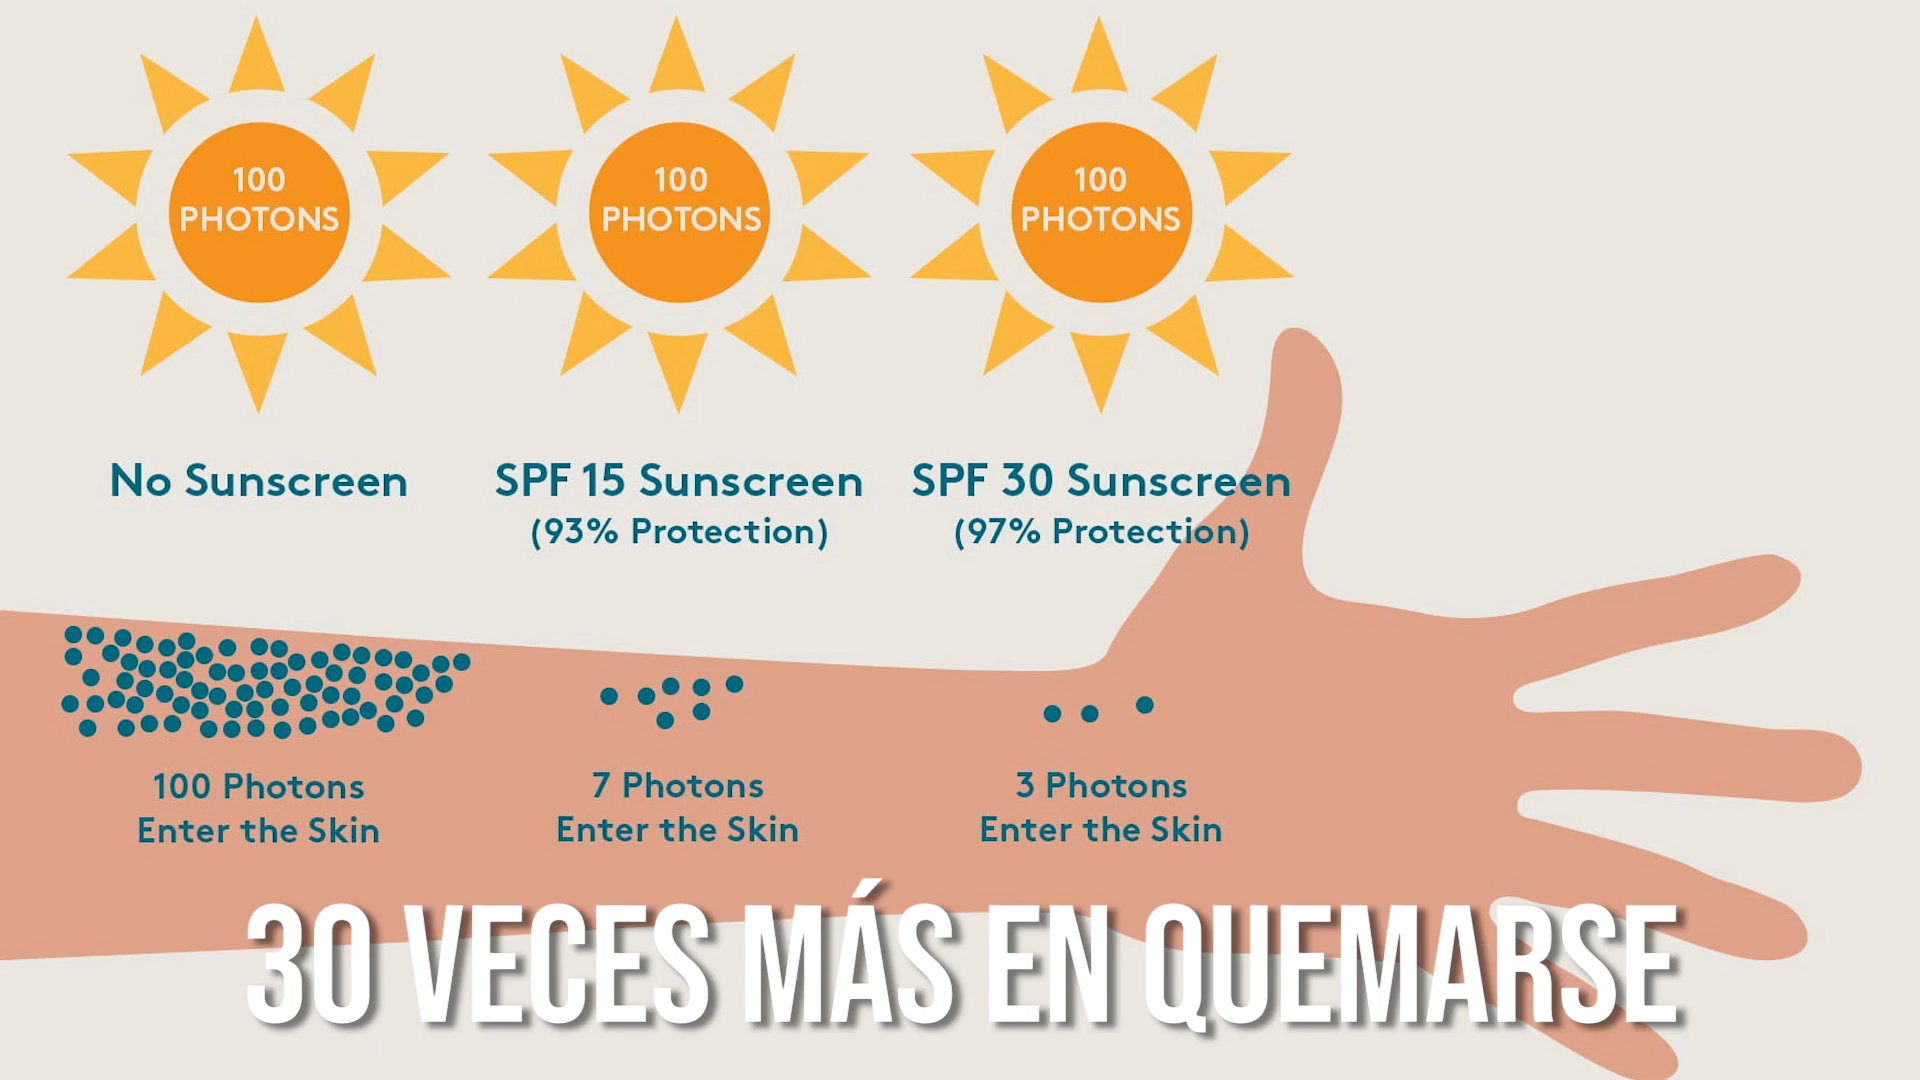 100
PHOTONS
100
PHOTONS
100
PHOTONS
No Sunscreen
SPF 15 Sunscreen
(93% Protection)
SPF 30 Sunscreen
(97% Protection)
100 Photons
Enter the Skin
7 Photons
Enter the Skin
3 Photons
Enter the Skin
30 VECES MÁS EN QUEMARSE